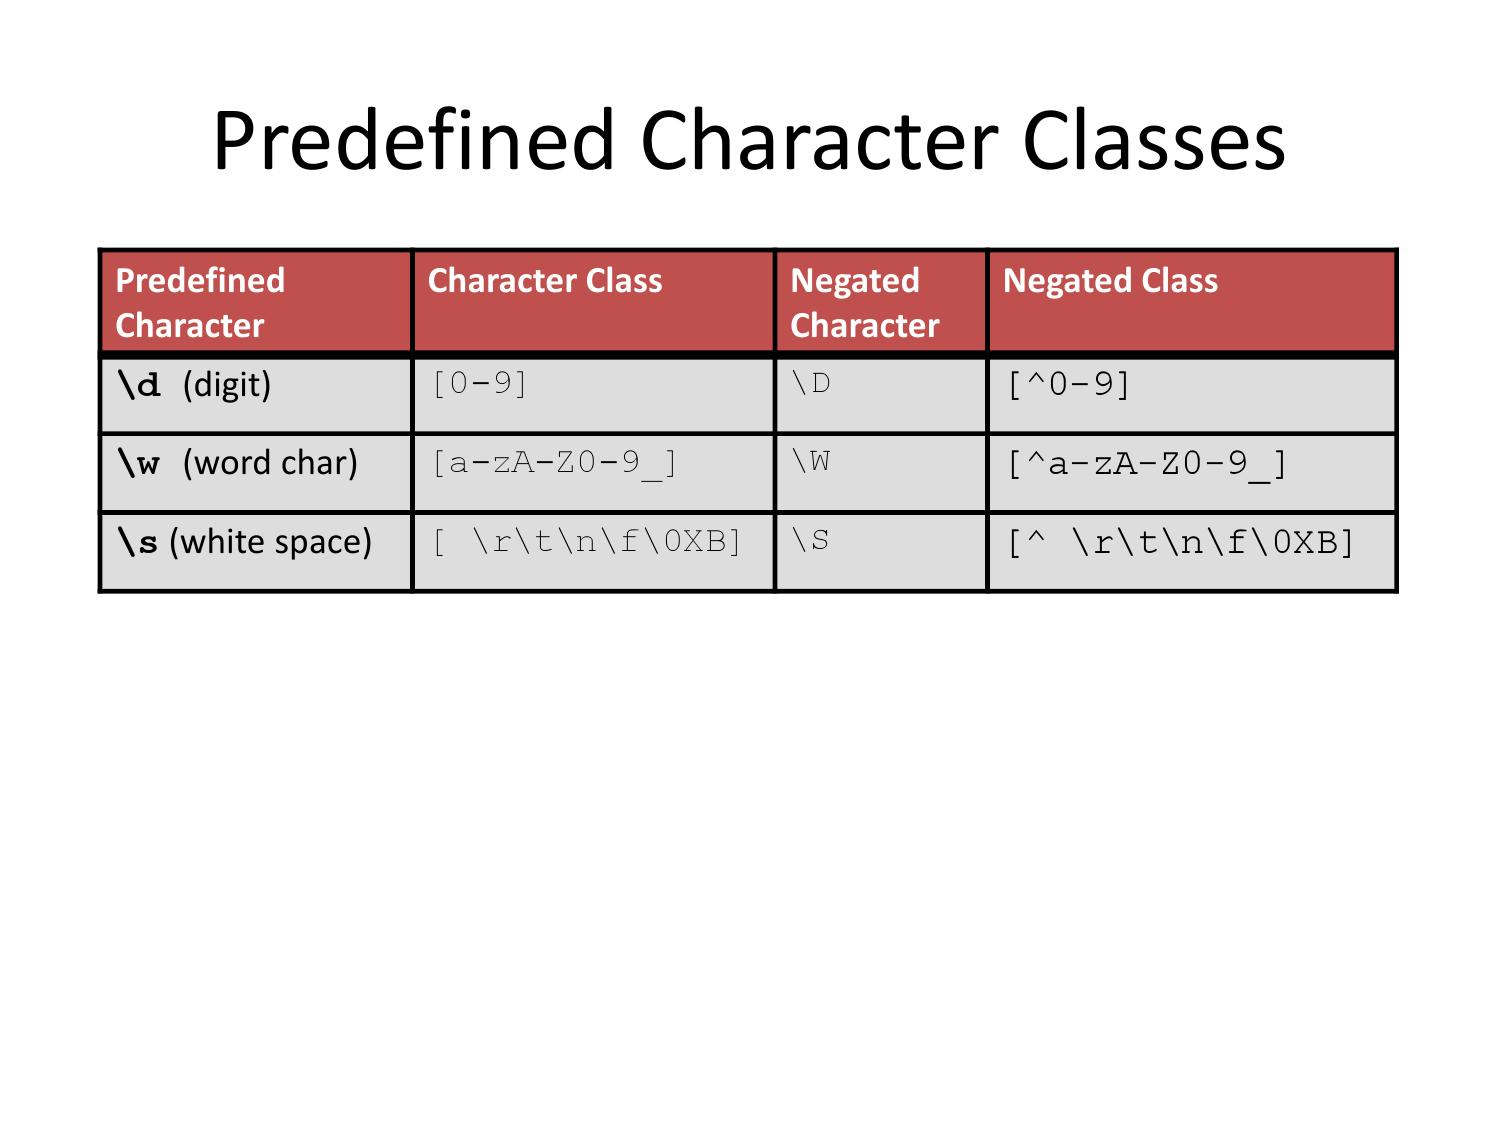 Predefined Character Classes
Predefined Character Class Negated Negated Class
Character Character
\d (digit) [0-9] \D [^0-9]
\w (word char) [a-zA-Z0-9_] \W [^a-zA-Z0-9_]
\s (white space) [ \r\t\n\f\0XB] \S [^ \r\t\n\f\0XB]